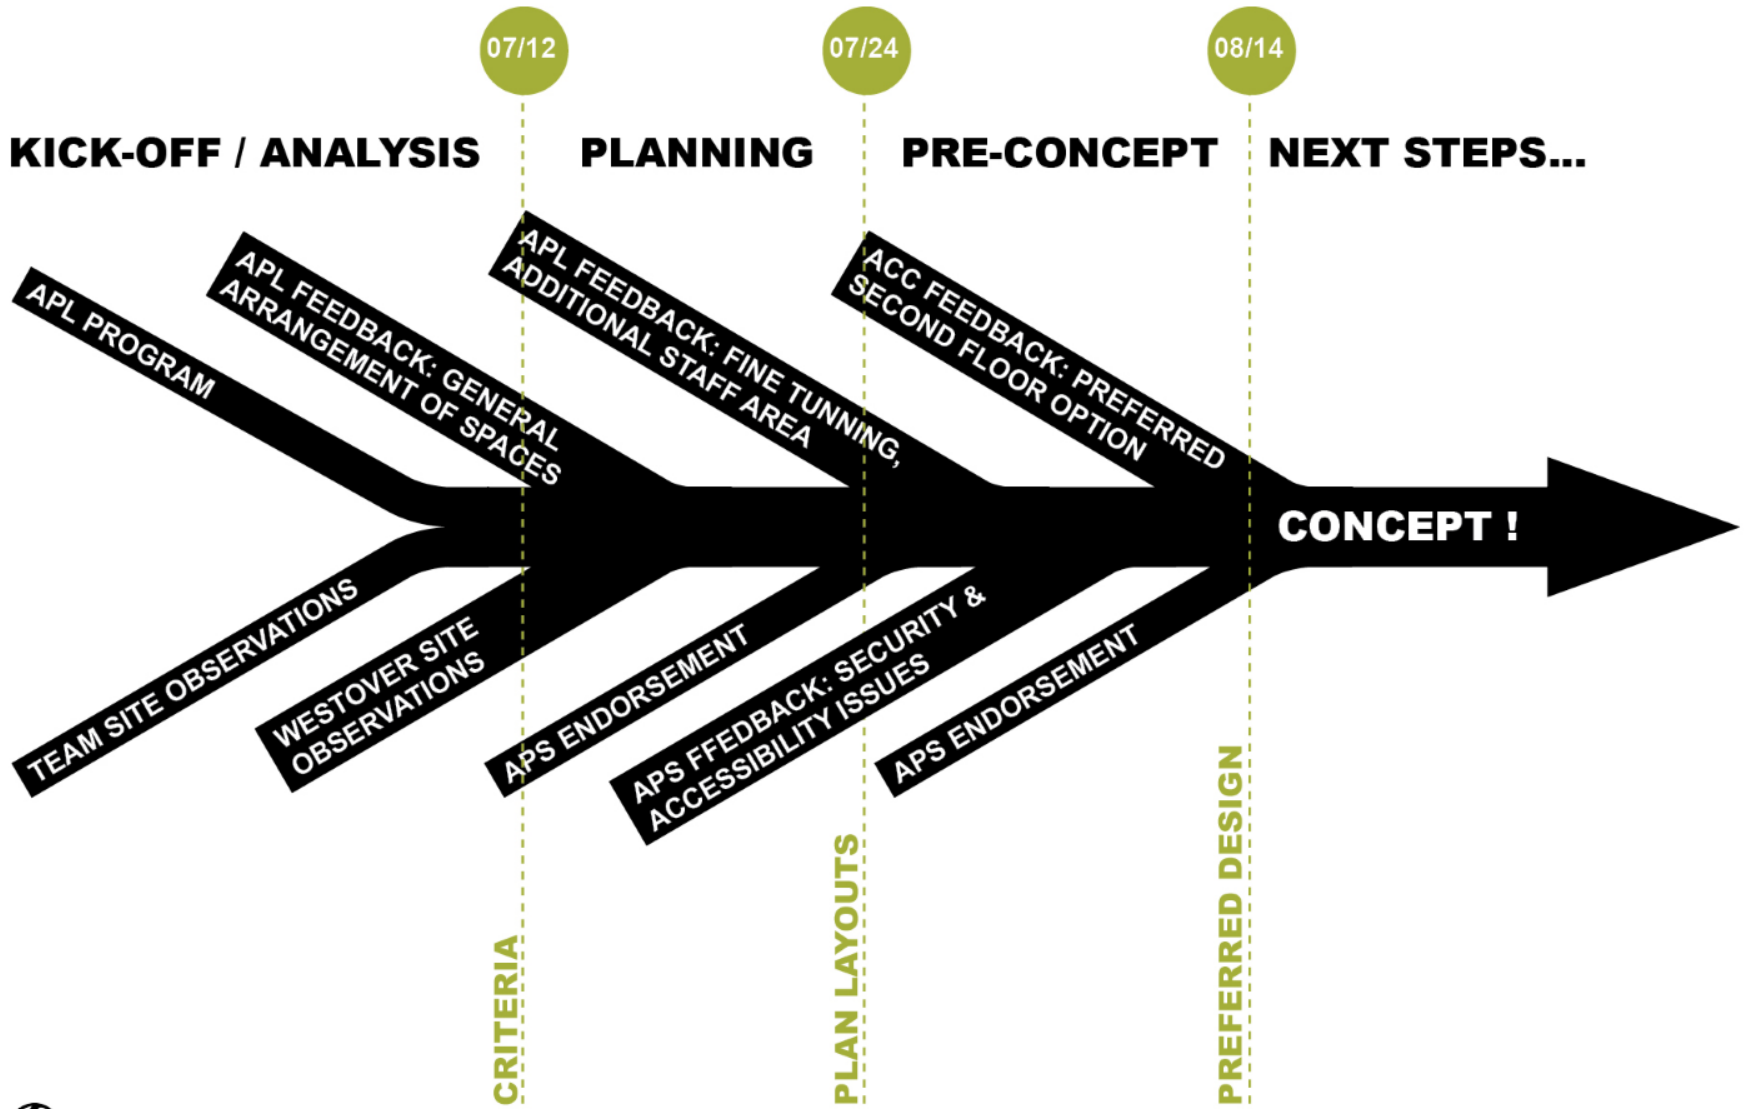 07/12
07/24
08/14
KICK-OFF / ANALYSIS
PLANNING
PRE-CONCEPT
NEXT STEPS...
APL PROGRAM
APL FEEDBACK: GENERAL
ARRANGEMENT OF SPACES
APL FEEDBACK: FINE TUNNING,
ADDITIONAL STAFF AREA
ACC FEEDBACK: PREFERRED
SECOND FLOOR OPTION
CONCEPT !
TEAM SITE OBSERVATIONS
WESTOVER SITE
OBSERVATIONS
APS ENDORSEMENT
APS FFEDBACK: SECURITY &
ACCESSIBILITY ISSUES
APS ENDORSEMENT
CRITERIA
PLAN LAYOUTS
PREFERRED DESIGN